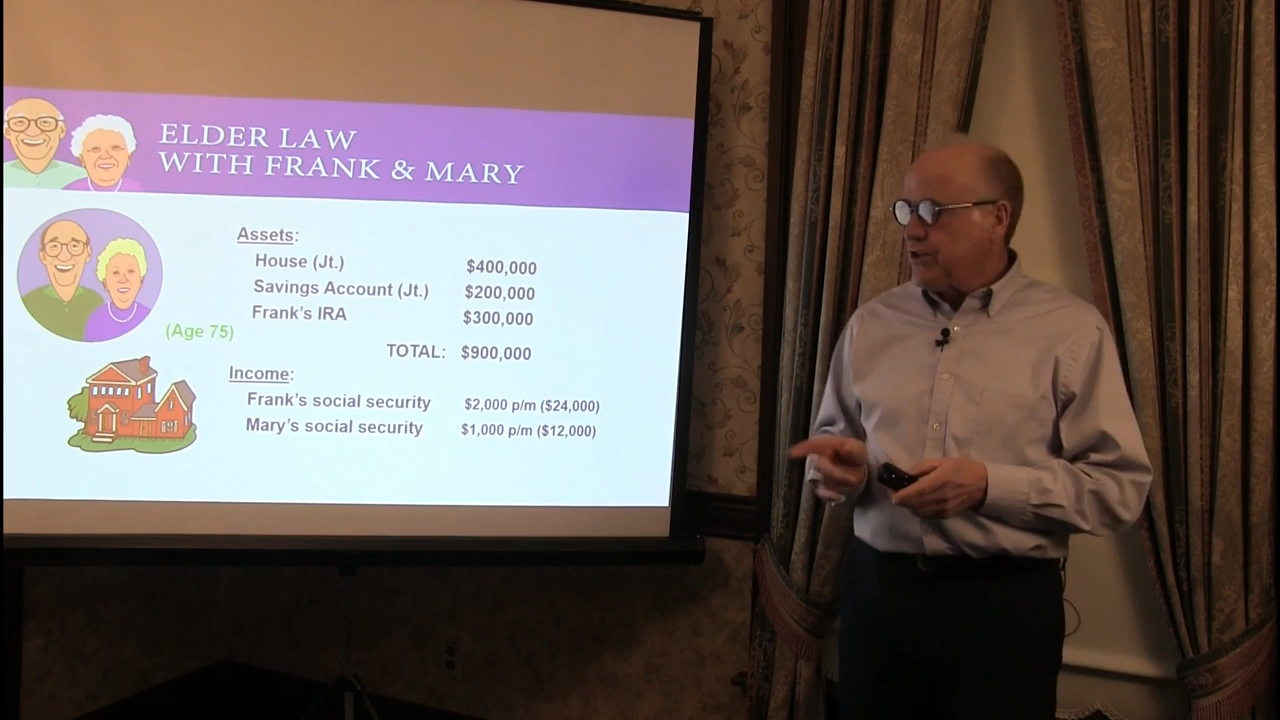 ELDER LAW
WITH FRANK & MARY
Assets:
House (Jt.) $400,000
Savings Account (Jt.) $200,000
Frank's IRA $300,000
(Age 75)
TOTAL: $900,000
Income:
Frank's social security $2,000 p/m ($24,000)
Mary's social security $1,000 p/m ($12,000)